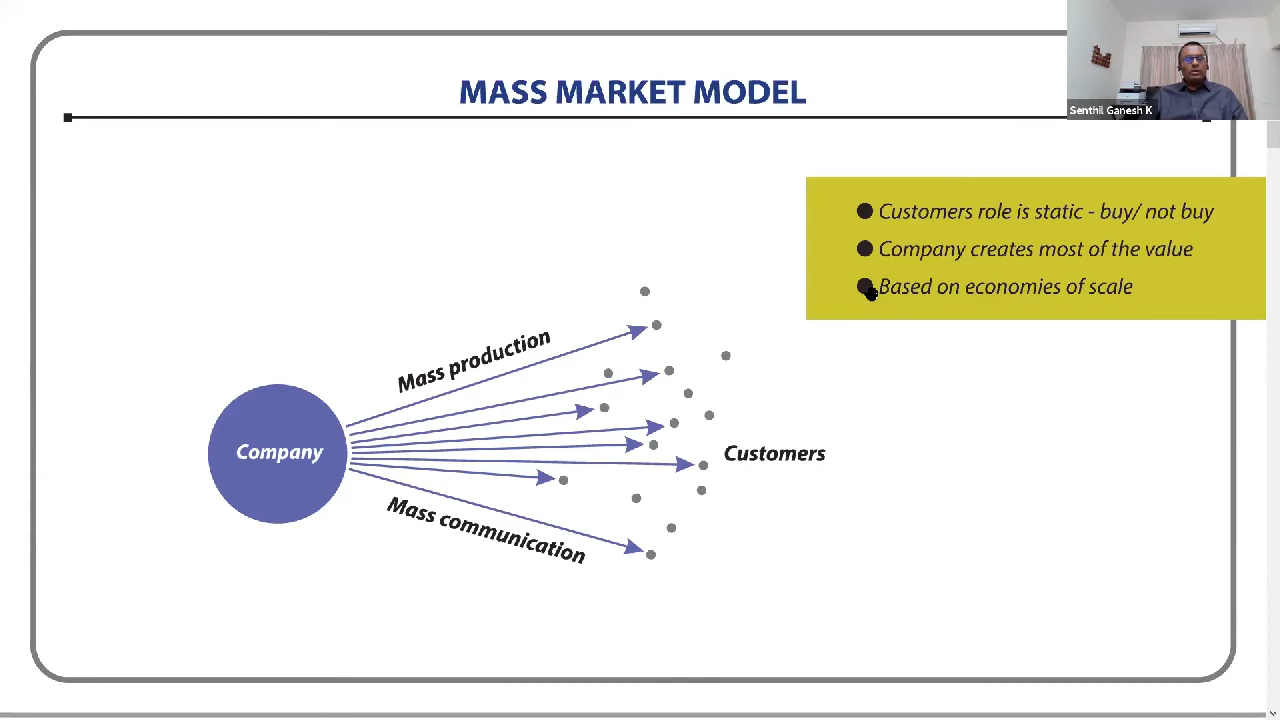 MASS MARKET MODEL
Senthil Ganesh K
Customers role is static - buy/ not buy
Company creates most of the value
Based on economies of scale
Mass production
Company
Customers
Mass communication